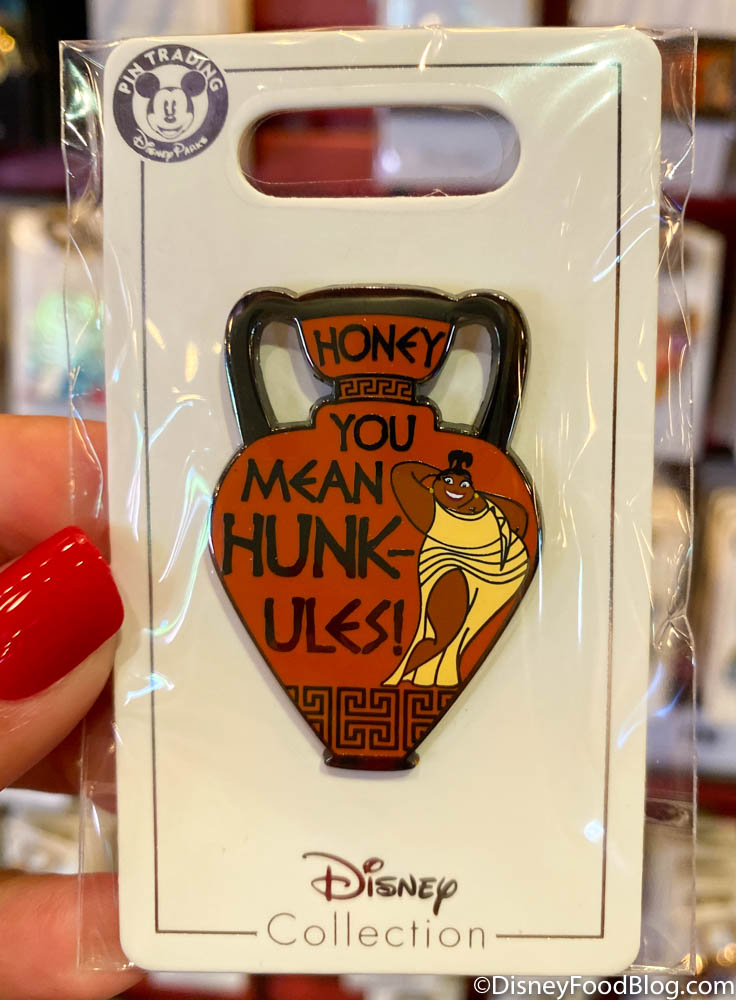 PIN TRADING
DISNEY PARKS
HONEY
YOU
MEAN
HUNK-
ULES!
Disney
Collection
©DisneyFoodBlog.com